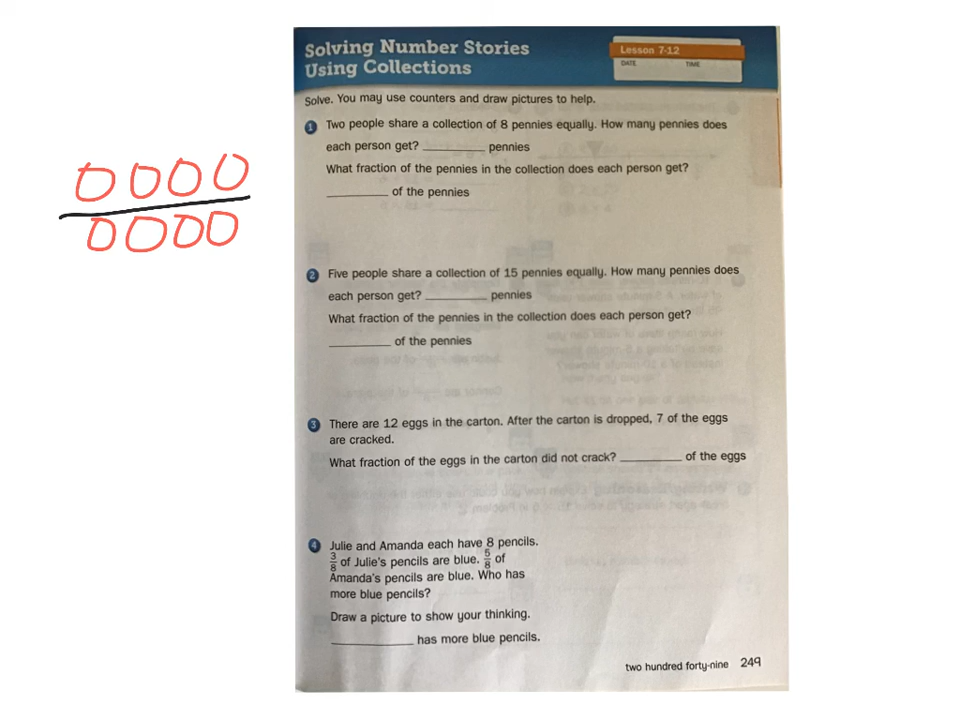 Solving Number Stories
Using Collections
Lesson 7-12
DATE TIME
Solve. You may use counters and draw pictures to help.
1 Two people share a collection of 8 pennies equally. How many pennies does
each person get? ________ pennies
What fraction of the pennies in the collection does each person get?
________ of the pennies
2 Five people share a collection of 15 pennies equally. How many pennies does
each person get? ________ pennies
What fraction of the pennies in the collection does each person get?
________ of the pennies
3 There are 12 eggs in the carton. After the carton is dropped, 7 of the eggs
are cracked.
What fraction of the eggs in the carton did not crack? ________ of the eggs
4 Julie and Amanda each have 8 pencils.
3/8 of Julie's pencils are blue. 5/8 of
Amanda's pencils are blue. Who has
more blue pencils?
Draw a picture to show your thinking.
________ has more blue pencils.
two hundred forty-nine 249